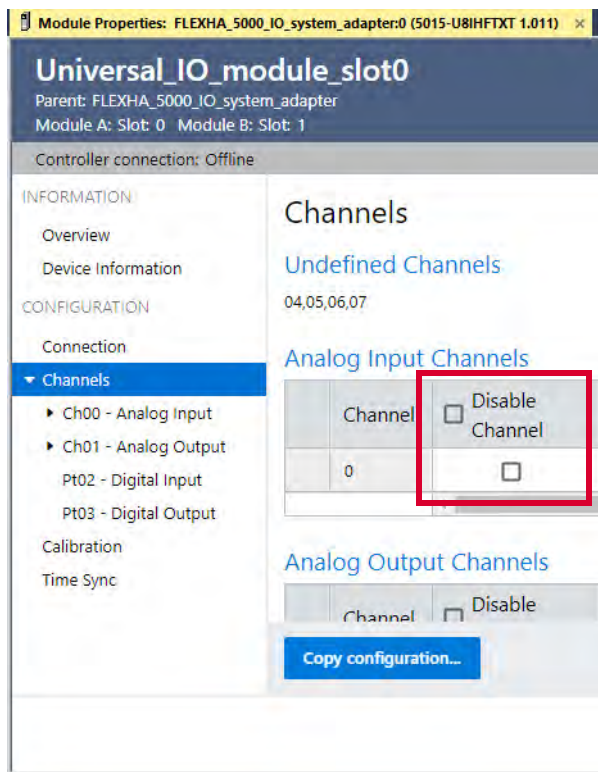 Module Properties: FLEXHA_5000_IO_system_adapter:0 (5015-U8IHFTXT 1.011) ×
Universal_IO_module_slot0
Parent: FLEXHA_5000_IO_system_adapter
Module A: Slot: 0 Module B: Slot: 1
Controller connection: Offline
INFORMATION
Overview
Device Information
CONFIGURATION
Connection
Channels
Ch00 - Analog Input
Ch01 - Analog Output
Pt02 - Digital Input
Pt03 - Digital Output
Calibration
Time Sync
Channels
Undefined Channels
04,05,06,07
Analog Input Channels
Channel
Disable
Channel
0
Analog Output Channels
Channel
Disable
Copy configuration...